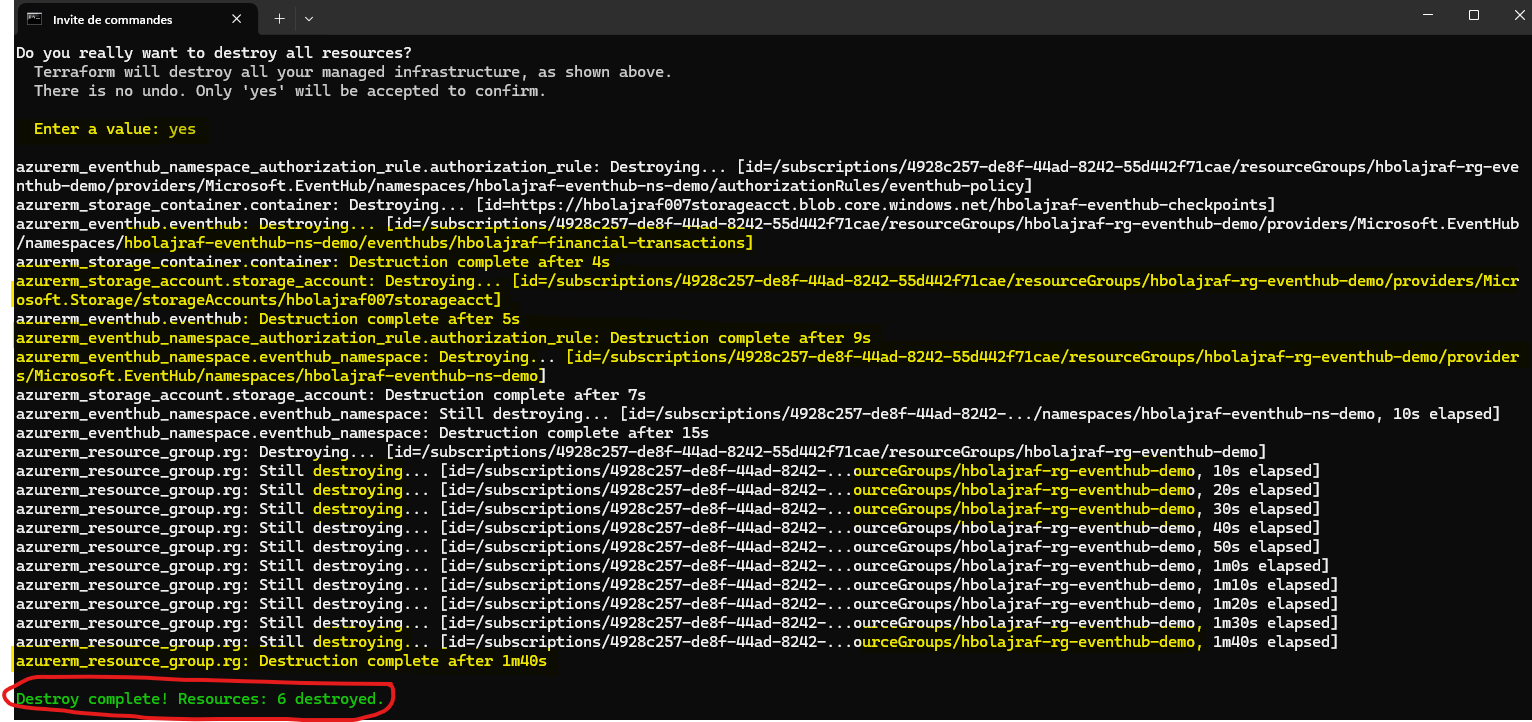 Invite de commandes
Do you really want to destroy all resources?
Terraform will destroy all your managed infrastructure, as shown above.
There is no undo. Only 'yes' will be accepted to confirm.
Enter a value: yes
azurerm_eventhub_namespace_authorization_rule.authorization_rule: Destroying... [id=/subscriptions/4928c257-de8f-44ad-8242-55d442f71cae/resourceGroups/hbolajraf-rg-eve
nthub-demo/providers/Microsoft.EventHub/namespaces/hbolajraf-eventhub-ns-demo/authorizationRules/eventhub-policy]
azurerm_storage_container.container: Destroying... [id=https://hbolajraf007storageacct.blob.core.windows.net/hbolajraf-eventhub-checkpoints]
azurerm_eventhub.eventhub: Destroying... [id=/subscriptions/4928c257-de8f-44ad-8242-55d442f71cae/resourceGroups/hbolajraf-rg-eventhub-demo/providers/Microsoft.EventHub
/namespaces/hbolajraf-eventhub-ns-demo/eventhubs/hbolajraf-financial-transactions]
azurerm_storage_container.container: Destruction complete after 4s
azurerm_storage_account.storage_account: Destroying... [id=/subscriptions/4928c257-de8f-44ad-8242-55d442f71cae/resourceGroups/hbolajraf-rg-eventhub-demo/providers/Micr
osoft.Storage/storageAccounts/hbolajraf007storageacct]
azurerm_eventhub.eventhub: Destruction complete after 5s
azurerm_eventhub_namespace_authorization_rule.authorization_rule: Destruction complete after 9s
azurerm_eventhub_namespace.eventhub_namespace: Destroying... [id=/subscriptions/4928c257-de8f-44ad-8242-55d442f71cae/resourceGroups/hbolajraf-rg-eventhub-demo/provider
s/Microsoft.EventHub/namespaces/hbolajraf-eventhub-ns-demo]
azurerm_storage_account.storage_account: Destruction complete after 7s
azurerm_eventhub_namespace.eventhub_namespace: Still destroying... [id=/subscriptions/4928c257-de8f-44ad-8242-.../namespaces/hbolajraf-eventhub-ns-demo, 10s elapsed]
azurerm_eventhub_namespace.eventhub_namespace: Destruction complete after 15s
azurerm_resource_group.rg: Destroying... [id=/subscriptions/4928c257-de8f-44ad-8242-55d442f71cae/resourceGroups/hbolajraf-rg-eventhub-demo]
azurerm_resource_group.rg: Still destroying... [id=/subscriptions/4928c257-de8f-44ad-8242-...ourceGroups/hbolajraf-rg-eventhub-demo, 10s elapsed]
azurerm_resource_group.rg: Still destroying... [id=/subscriptions/4928c257-de8f-44ad-8242-...ourceGroups/hbolajraf-rg-eventhub-demo, 20s elapsed]
azurerm_resource_group.rg: Still destroying... [id=/subscriptions/4928c257-de8f-44ad-8242-...ourceGroups/hbolajraf-rg-eventhub-demo, 30s elapsed]
azurerm_resource_group.rg: Still destroying... [id=/subscriptions/4928c257-de8f-44ad-8242-...ourceGroups/hbolajraf-rg-eventhub-demo, 40s elapsed]
azurerm_resource_group.rg: Still destroying... [id=/subscriptions/4928c257-de8f-44ad-8242-...ourceGroups/hbolajraf-rg-eventhub-demo, 50s elapsed]
azurerm_resource_group.rg: Still destroying... [id=/subscriptions/4928c257-de8f-44ad-8242-...ourceGroups/hbolajraf-rg-eventhub-demo, 1m0s elapsed]
azurerm_resource_group.rg: Still destroying... [id=/subscriptions/4928c257-de8f-44ad-8242-...ourceGroups/hbolajraf-rg-eventhub-demo, 1m10s elapsed]
azurerm_resource_group.rg: Still destroying... [id=/subscriptions/4928c257-de8f-44ad-8242-...ourceGroups/hbolajraf-rg-eventhub-demo, 1m20s elapsed]
azurerm_resource_group.rg: Still destroying... [id=/subscriptions/4928c257-de8f-44ad-8242-...ourceGroups/hbolajraf-rg-eventhub-demo, 1m30s elapsed]
azurerm_resource_group.rg: Still destroying... [id=/subscriptions/4928c257-de8f-44ad-8242-...ourceGroups/hbolajraf-rg-eventhub-demo, 1m40s elapsed]
azurerm_resource_group.rg: Destruction complete after 1m40s
Destroy complete! Resources: 6 destroyed.